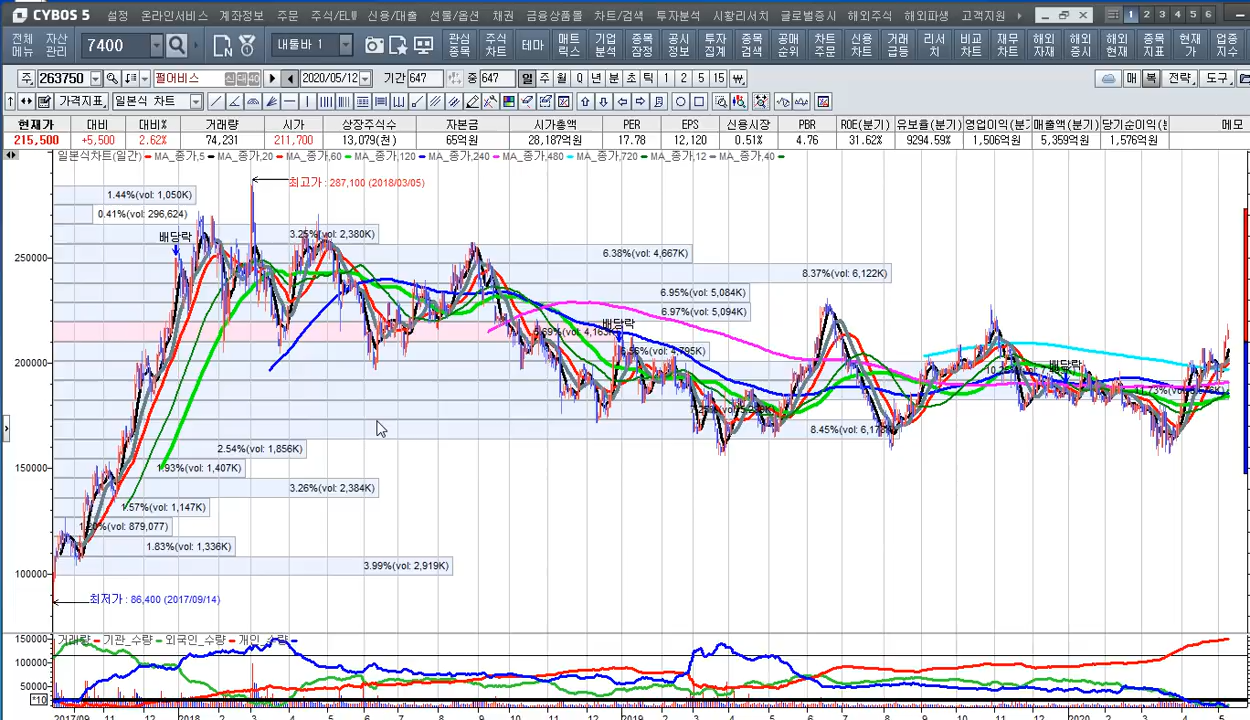 CYBOS 5 설정 온라인서비스 계좌정보 주문 주식/ELW 신용/대출 선물/옵션 채권 금융상품몰 차트/검색 투자분석 시황리서치 글로벌증시 해외주식 해외파생 고객지원 1 2 3 4 5 6
전체메뉴 자산관리 7400 내툴바 1 관심종목 주식차트 테마 매트릭스 기업분석 종목잠정 공시정보 투자집계 종목검색 공매순위 차트주문 신용차트 거래급등 리서치 비교차트 재무차트 해외자재 해외증시 해외현재 종목지표 현재가 업종지수
주 263750 펄어비스 2020/05/12 기간 647 중 647 일 주 월 Q 년 분 초 틱 1 3 5 15 매 복 전략 도구
가격지표 일본식 차트
현재가 대비 대비% 거래량 시가 상장주식수 자본금 시가총액 PER EPS 신용시장 PBR ROE(분기) 유보율(분기) 영업이익(분기 매출액(분기) 당기순이익(분 메모
215,500 +5,500 2.62% 74,231 211,700 13,079(천) 65억원 28,187억원 17.78 12,120 0.51% 4.76 31.62% 9294.59% 1,506억원 5,359억원 1,576억원
일본식차트(일간) MA_종가,5 MA_종가,20 MA_종가,60 MA_종가,120 MA_종가,240 MA_종가,480 MA_종가,720 MA_종가,12 MA_종가,40
최고가 : 287,100 (2018/03/05)
1.44%(vol: 1,050K)
0.41%(vol: 296,624)
배당락
3.25%(vol: 2,380K)
250000
6.38%(vol: 4,667K)
8.37%(vol: 6,122K)
6.95%(vol: 5,084K)
6.97%(vol: 5,094K)
배당락
200000
배당락
8.45%(vol:
2.54%(vol: 1,856K)
150000
1.93%(vol: 1,407K)
3.26%(vol: 2,384K)
1.57%(vol: 1,147K)
1.20%(vol: 879,077)
1.83%(vol: 1,336K)
3.99%(vol: 2,919K)
100000
최저가 : 86,400 (2017/09/14)
150000 거래량 기관_수량 외국인_수량 개인_수량
100000
50000
*10
2017/09 11 12 2018 3 4 5 6 7 8 9 10 11 12 2019 3 4 5 6 7 8 9 10 11 12 2020 3 4 5